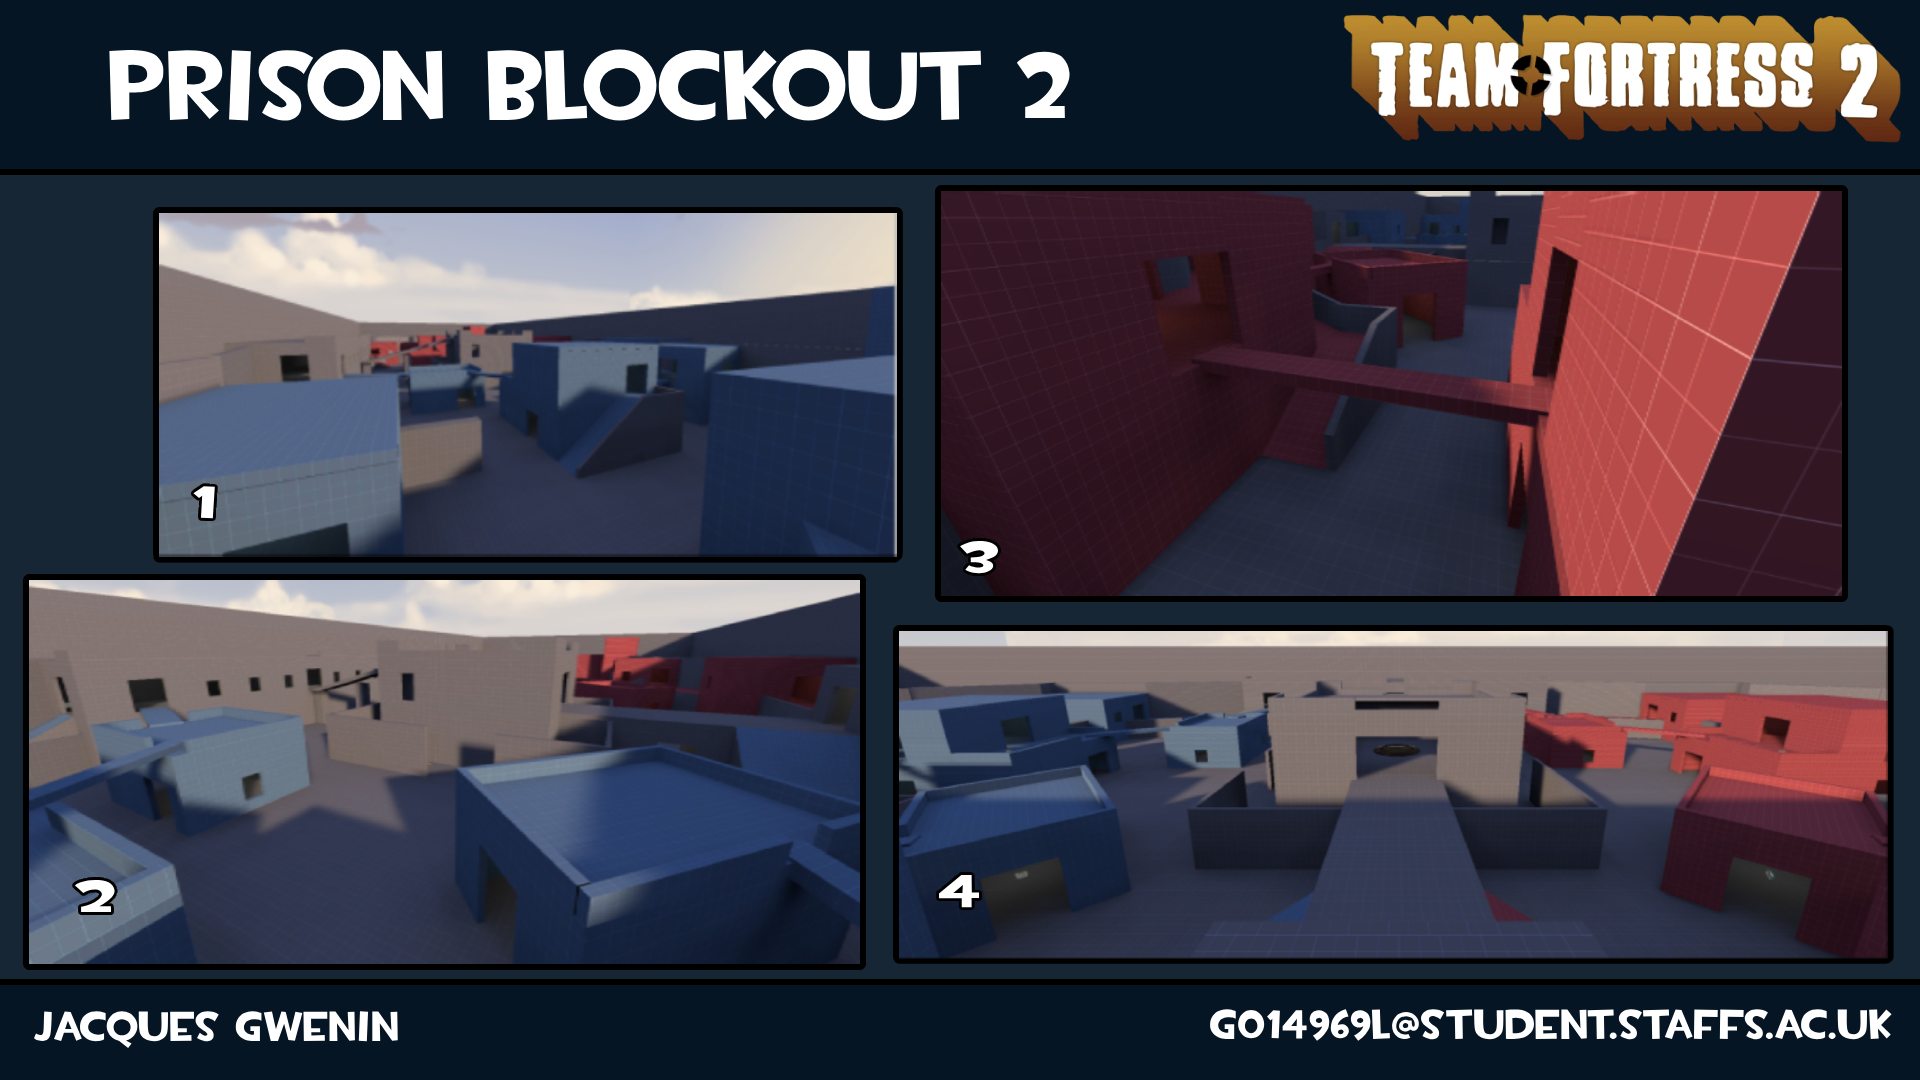 PRISON BLOCKOUT 2
TEAM FORTRESS 2
1
3
2
4
JACQUES GWENIN
G014969L@STUDENT.STAFFS.AC.UK